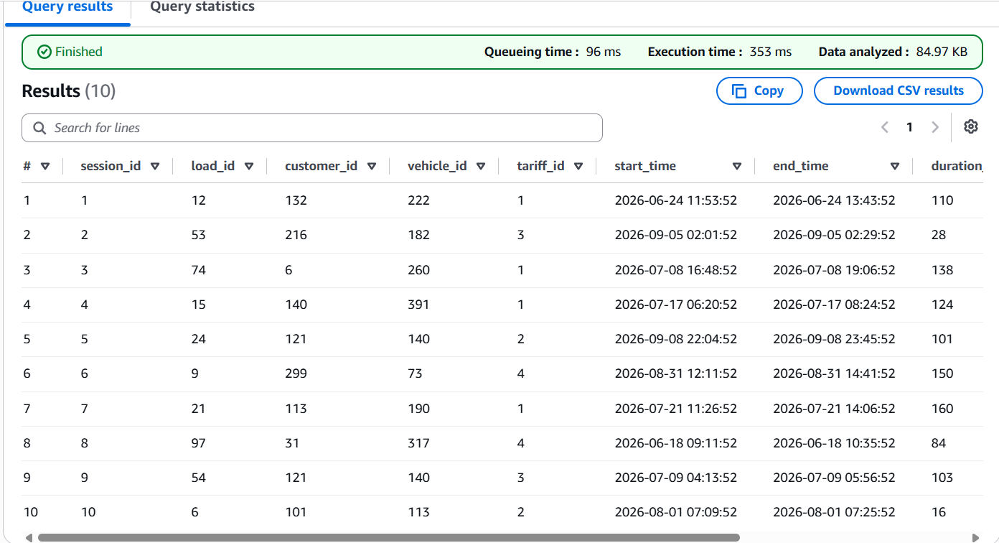 Query results Query statistics
Finished Queueing time : 96 ms Execution time : 353 ms Data analyzed : 84.97 KB
Results (10) Copy Download CSV results
Search for lines 1
# session_id load_id customer_id vehicle_id tariff_id start_time end_time duration_
1 1 12 132 222 1 2026-06-24 11:53:52 2026-06-24 13:43:52 110
2 2 53 216 182 3 2026-09-05 02:01:52 2026-09-05 02:29:52 28
3 3 74 6 260 1 2026-07-08 16:48:52 2026-07-08 19:06:52 138
4 4 15 140 391 1 2026-07-17 06:20:52 2026-07-17 08:24:52 124
5 5 24 121 140 2 2026-09-08 22:04:52 2026-09-08 23:45:52 101
6 6 9 299 73 4 2026-08-31 12:11:52 2026-08-31 14:41:52 150
7 7 21 113 190 1 2026-07-21 11:26:52 2026-07-21 14:06:52 160
8 8 97 31 317 4 2026-06-18 09:11:52 2026-06-18 10:35:52 84
9 9 54 121 140 3 2026-07-09 04:13:52 2026-07-09 05:56:52 103
10 10 6 101 113 2 2026-08-01 07:09:52 2026-08-01 07:25:52 16